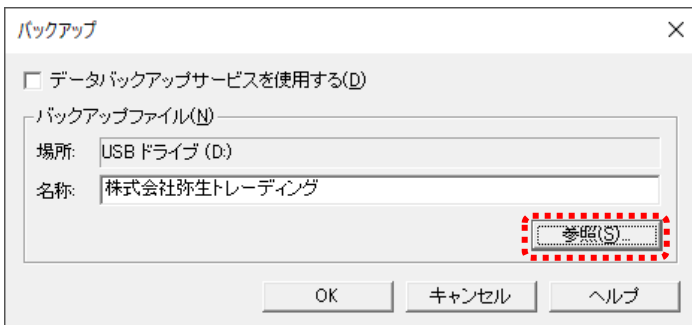 バックアップ
データバックアップサービスを使用する(D)
バックアップファイル(N)
場所: USB ドライブ (D:)
名称: 株式会社弥生トレーディング
参照(S)...
OK キャンセル ヘルプ